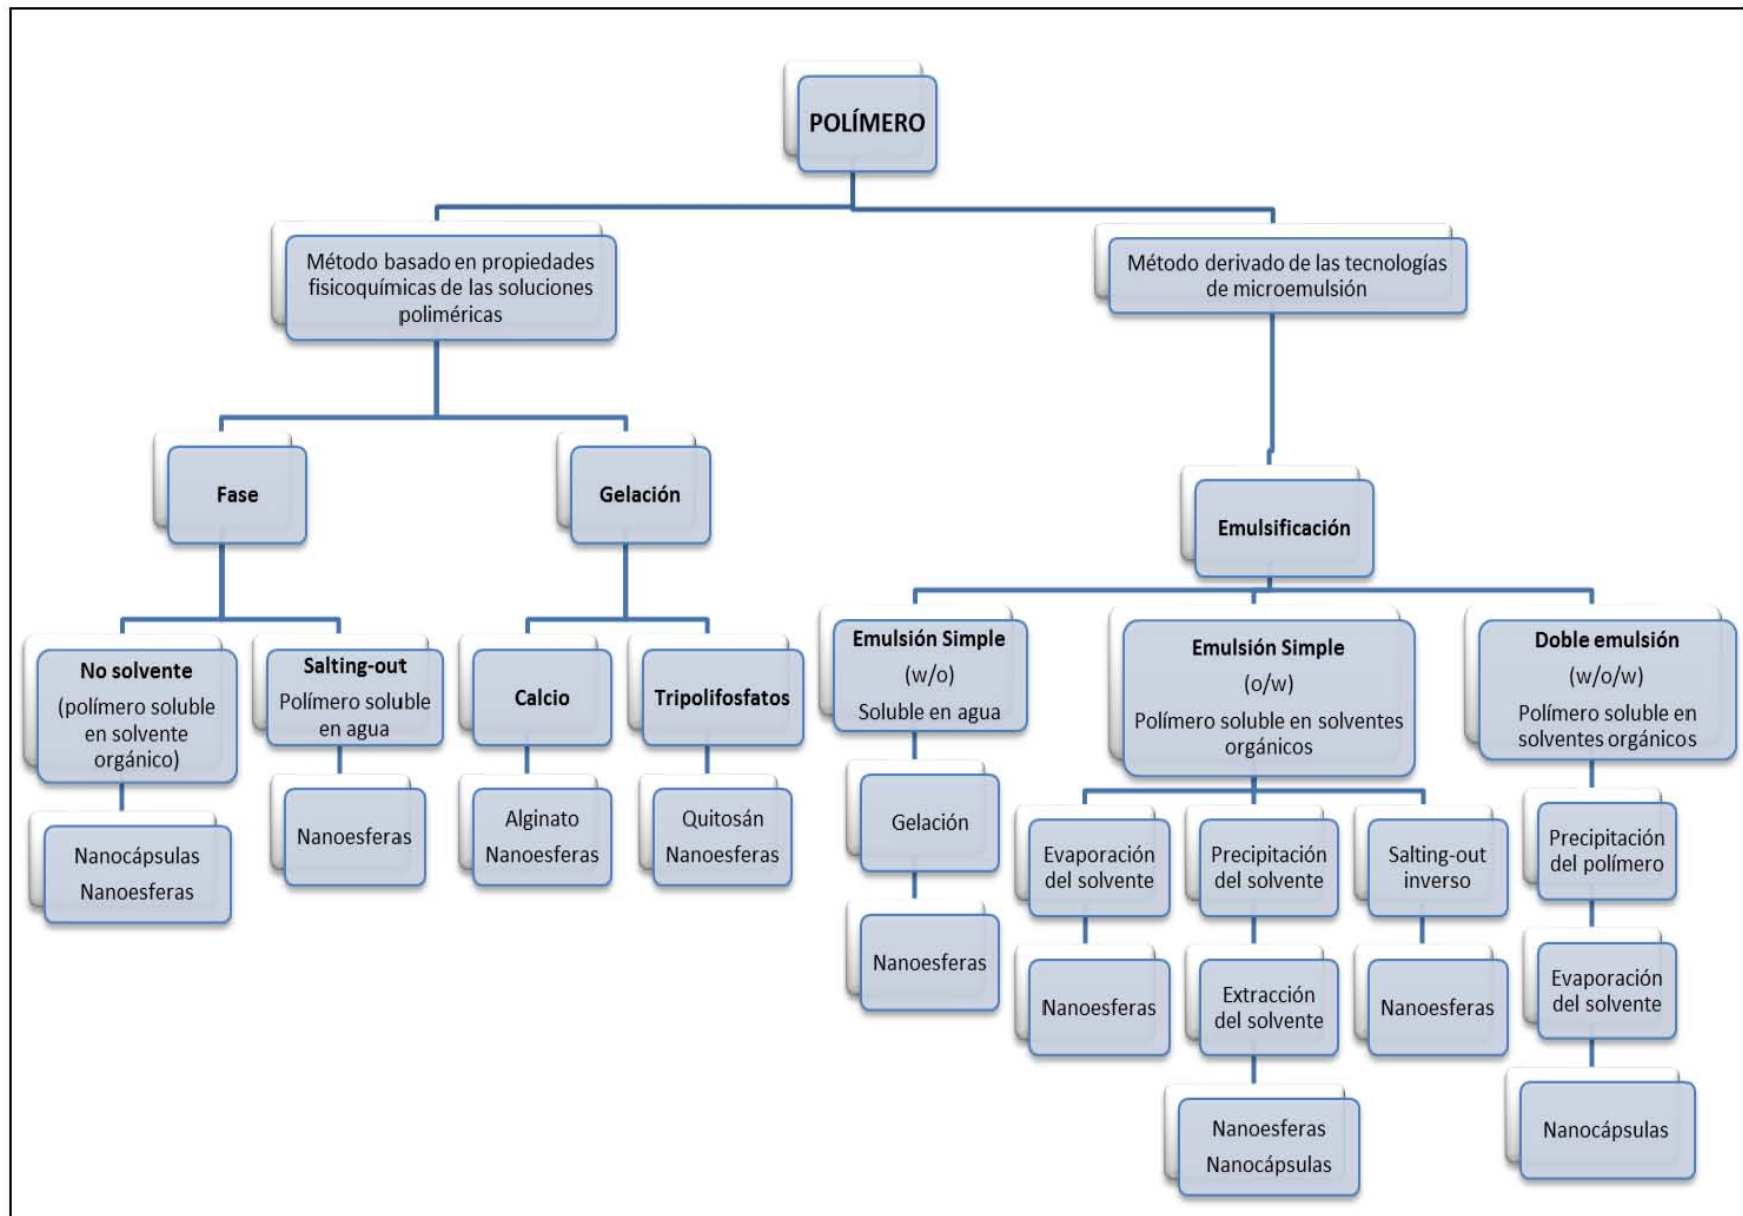 POLÍMERO
Método basado en propiedades
fisicoquímicas de las soluciones
poliméricas
Método derivado de las tecnologías
de microemulsión
Fase
Gelación
Emulsificación
No solvente
(polímero soluble
en solvente
orgánico)
Salting-out
Polímero soluble
en agua
Calcio
Tripolifosfatos
Emulsión Simple
(w/o)
Soluble en agua
Emulsión Simple
(o/w)
Polímero soluble en solventes
orgánicos
Doble emulsión
(w/o/w)
Polímero soluble en
solventes orgánicos
Nanocápsulas
Nanoesferas
Nanoesferas
Alginato
Nanoesferas
Quitosán
Nanoesferas
Gelación
Evaporación
del solvente
Precipitación
del solvente
Salting-out
inverso
Precipitación
del polímero
Nanoesferas
Nanoesferas
Extracción
del solvente
Nanoesferas
Evaporación
del solvente
Nanoesferas
Nanocápsulas
Nanocápsulas